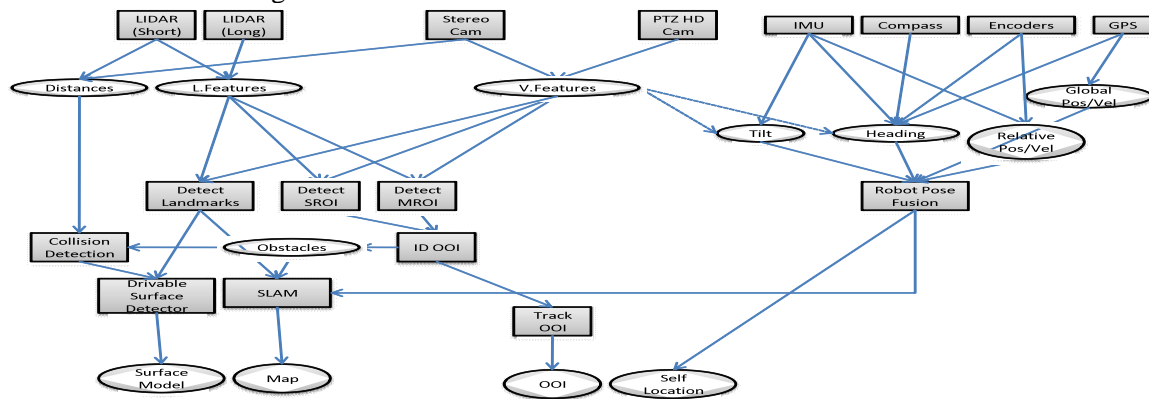 LIDAR
(Short)
LIDAR
(Long)
Stereo
Cam
PTZ HD
Cam
IMU
Compass
Encoders
GPS
Distances
L.Features
V.Features
Global
Pos/Vel
Tilt
Heading
Relative
Pos/Vel
Detect
Landmarks
Detect
SROI
Detect
MROI
Robot Pose
Fusion
Collision
Detection
Obstacles
ID OOI
Drivable
Surface
Detector
SLAM
Track
OOI
Surface
Model
Map
OOI
Self
Location